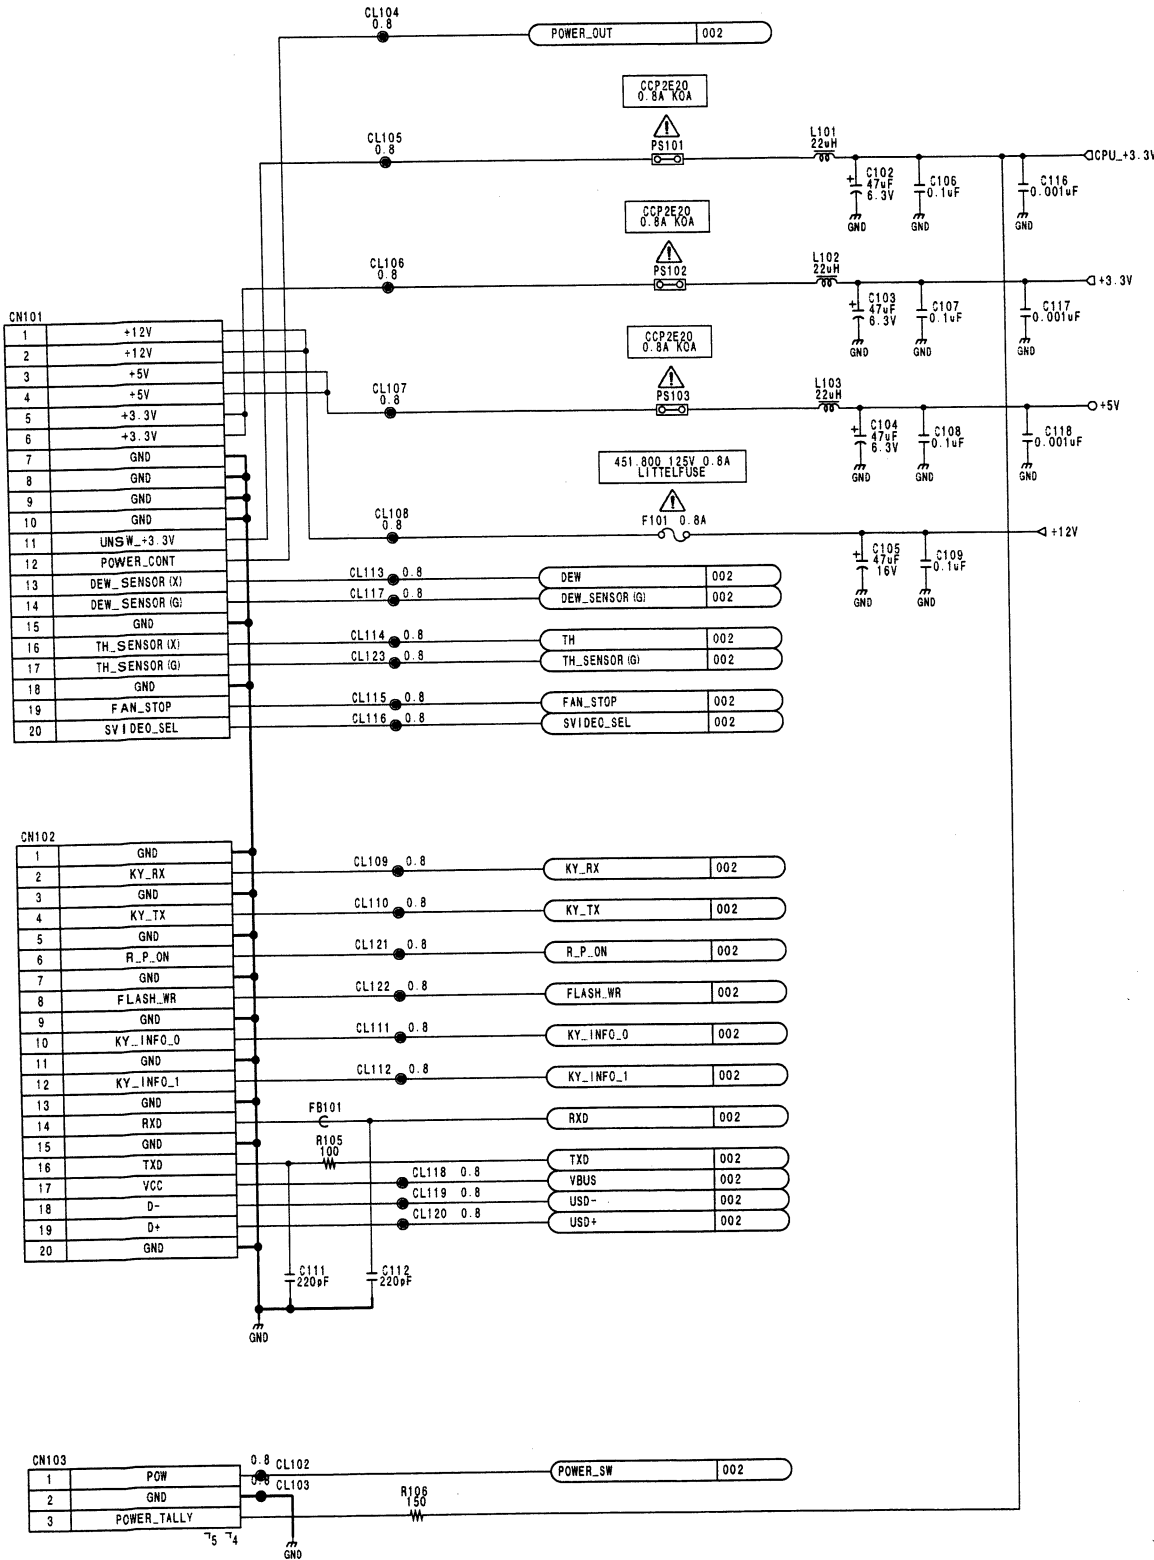 CL104
0.8
POWER_OUT 002
CCP2E20
0.8A KOA
CL105
0.8
PS101
L101
22uH
CPU_+3.3V
C102
47uF
6.3V
C106
0.1uF
C116
0.001uF
GND GND GND
CCP2E20
0.8A KOA
CL106
0.8
PS102
L102
22uH
+3.3V
C103
47uF
6.3V
C107
0.1uF
C117
0.001uF
GND GND GND
CCP2E20
0.8A KOA
CL107
0.8
PS103
L103
22uH
+5V
C104
47uF
6.3V
C108
0.1uF
C118
0.001uF
GND GND GND
451.800 125V 0.8A
LITTELFUSE
CL108
0.8
F101 0.8A
+12V
C105
47uF
16V
C109
0.1uF
GND GND
CN101
1 +12V
2 +12V
3 +5V
4 +5V
5 +3.3V
6 +3.3V
7 GND
8 GND
9 GND
10 GND
11 UNSW_+3.3V
12 POWER_CONT
13 DEW_SENSOR(X) CL113 0.8 DEW 002
14 DEW_SENSOR(G) CL117 0.8 DEW_SENSOR(G) 002
15 GND
16 TH_SENSOR(X) CL114 0.8 TH 002
17 TH_SENSOR(G) CL123 0.8 TH_SENSOR(G) 002
18 GND
19 FAN_STOP CL115 0.8 FAN_STOP 002
20 SVIDEO_SEL CL116 0.8 SVIDEO_SEL 002
CN102
1 GND
2 KY_RX CL109 0.8 KY_RX 002
3 GND
4 KY_TX CL110 0.8 KY_TX 002
5 GND
6 R_P_ON CL121 0.8 R_P_ON 002
7 GND
8 FLASH_WR CL122 0.8 FLASH_WR 002
9 GND
10 KY_INFO_0 CL111 0.8 KY_INFO_0 002
11 GND
12 KY_INFO_1 CL112 0.8 KY_INFO_1 002
13 GND
14 RXD FB101 RXD 002
15 GND
R105
100
16 TXD TXD 002
17 VCC CL118 0.8 VBUS 002
18 D- CL119 0.8 USD- 002
19 D+ CL120 0.8 USD+ 002
20 GND
C111
220pF
C112
220pF
GND
CN103
1 POW 0.8 CL102 POWER_SW 002
2 GND 0.8 CL103
3 POWER_TALLY
R106
150
5 4
GND